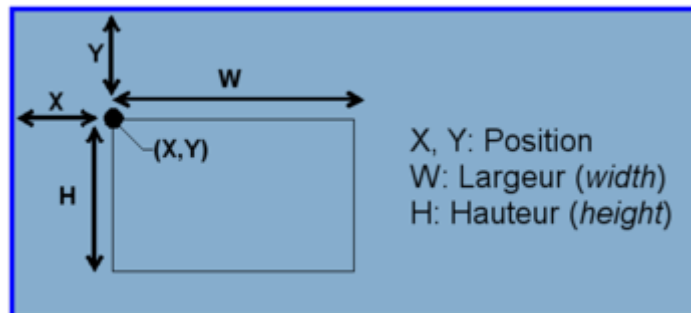 Y
W
X
(X,Y)
H
X, Y: Position
W: Largeur (width)
H: Hauteur (height)